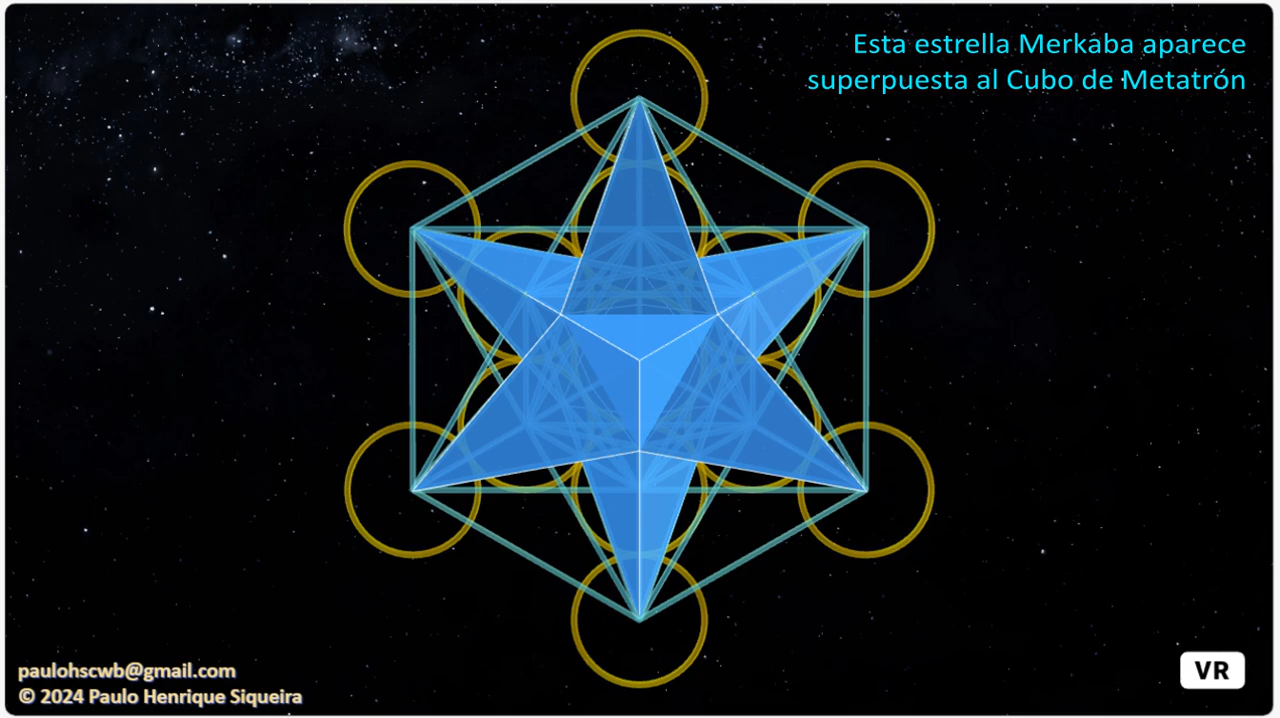 Esta estrella Merkaba aparece
superpuesta al Cubo de Metatrón
paulohscwb@gmail.com
© 2024 Paulo Henrique Siqueira
VR